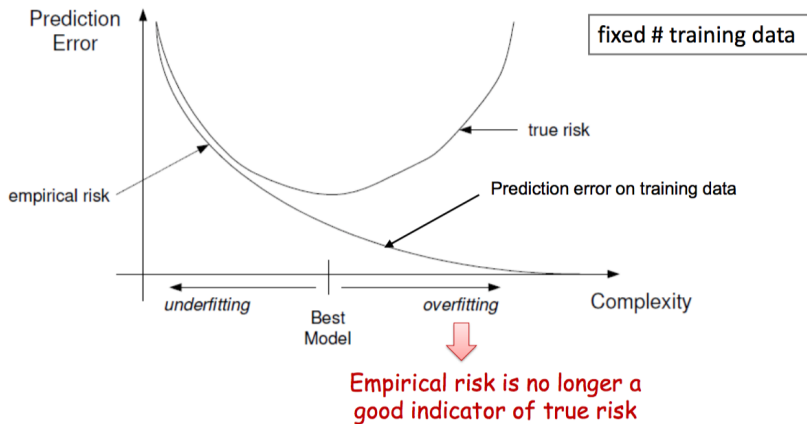 Prediction
Error
fixed # training data
true risk
empirical risk
Prediction error on training data
underfitting
overfitting
Complexity
Best
Model
Empirical risk is no longer a
good indicator of true risk